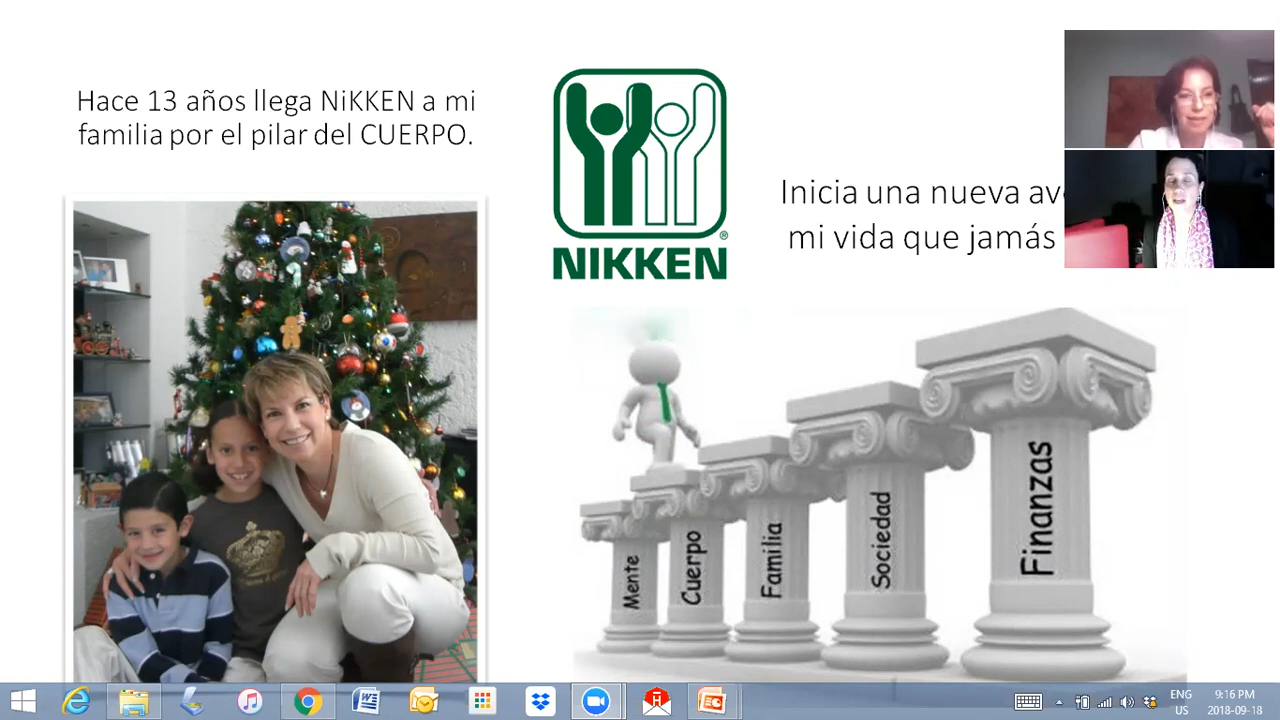 Hace 13 años llega NiKKEN a mi
familia por el pilar del CUERPO.
®
NIKKEN
Inicia una nueva
mi vida que jamás
Mente
Cuerpo
Familia
Sociedad
Finanzas
ENG
US
9:16 PM
2018-09-18